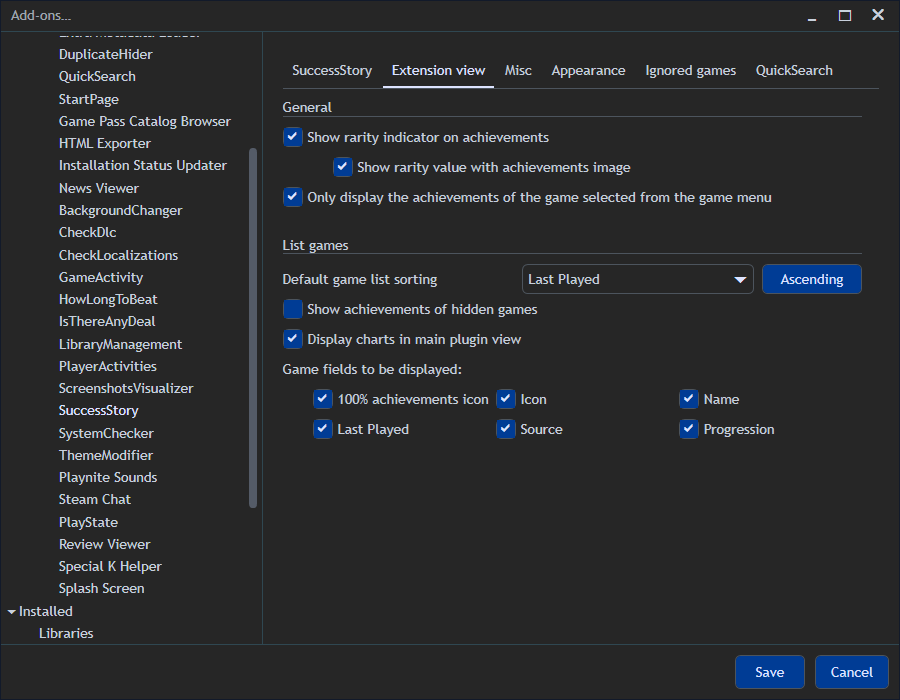 Add-ons...
DuplicateHider
QuickSearch
StartPage
Game Pass Catalog Browser
HTML Exporter
Installation Status Updater
News Viewer
BackgroundChanger
CheckDlc
CheckLocalizations
GameActivity
HowLongToBeat
IsThereAnyDeal
LibraryManagement
PlayerActivities
ScreenshotsVisualizer
SuccessStory
SystemChecker
ThemeModifier
Playnite Sounds
Steam Chat
PlayState
Review Viewer
Special K Helper
Splash Screen
Installed
Libraries
SuccessStory Extension view Misc Appearance Ignored games QuickSearch
General
Show rarity indicator on achievements
Show rarity value with achievements image
Only display the achievements of the game selected from the game menu
List games
Default game list sorting Last Played Ascending
Show achievements of hidden games
Display charts in main plugin view
Game fields to be displayed:
100% achievements icon Icon Name
Last Played Source Progression
Save Cancel